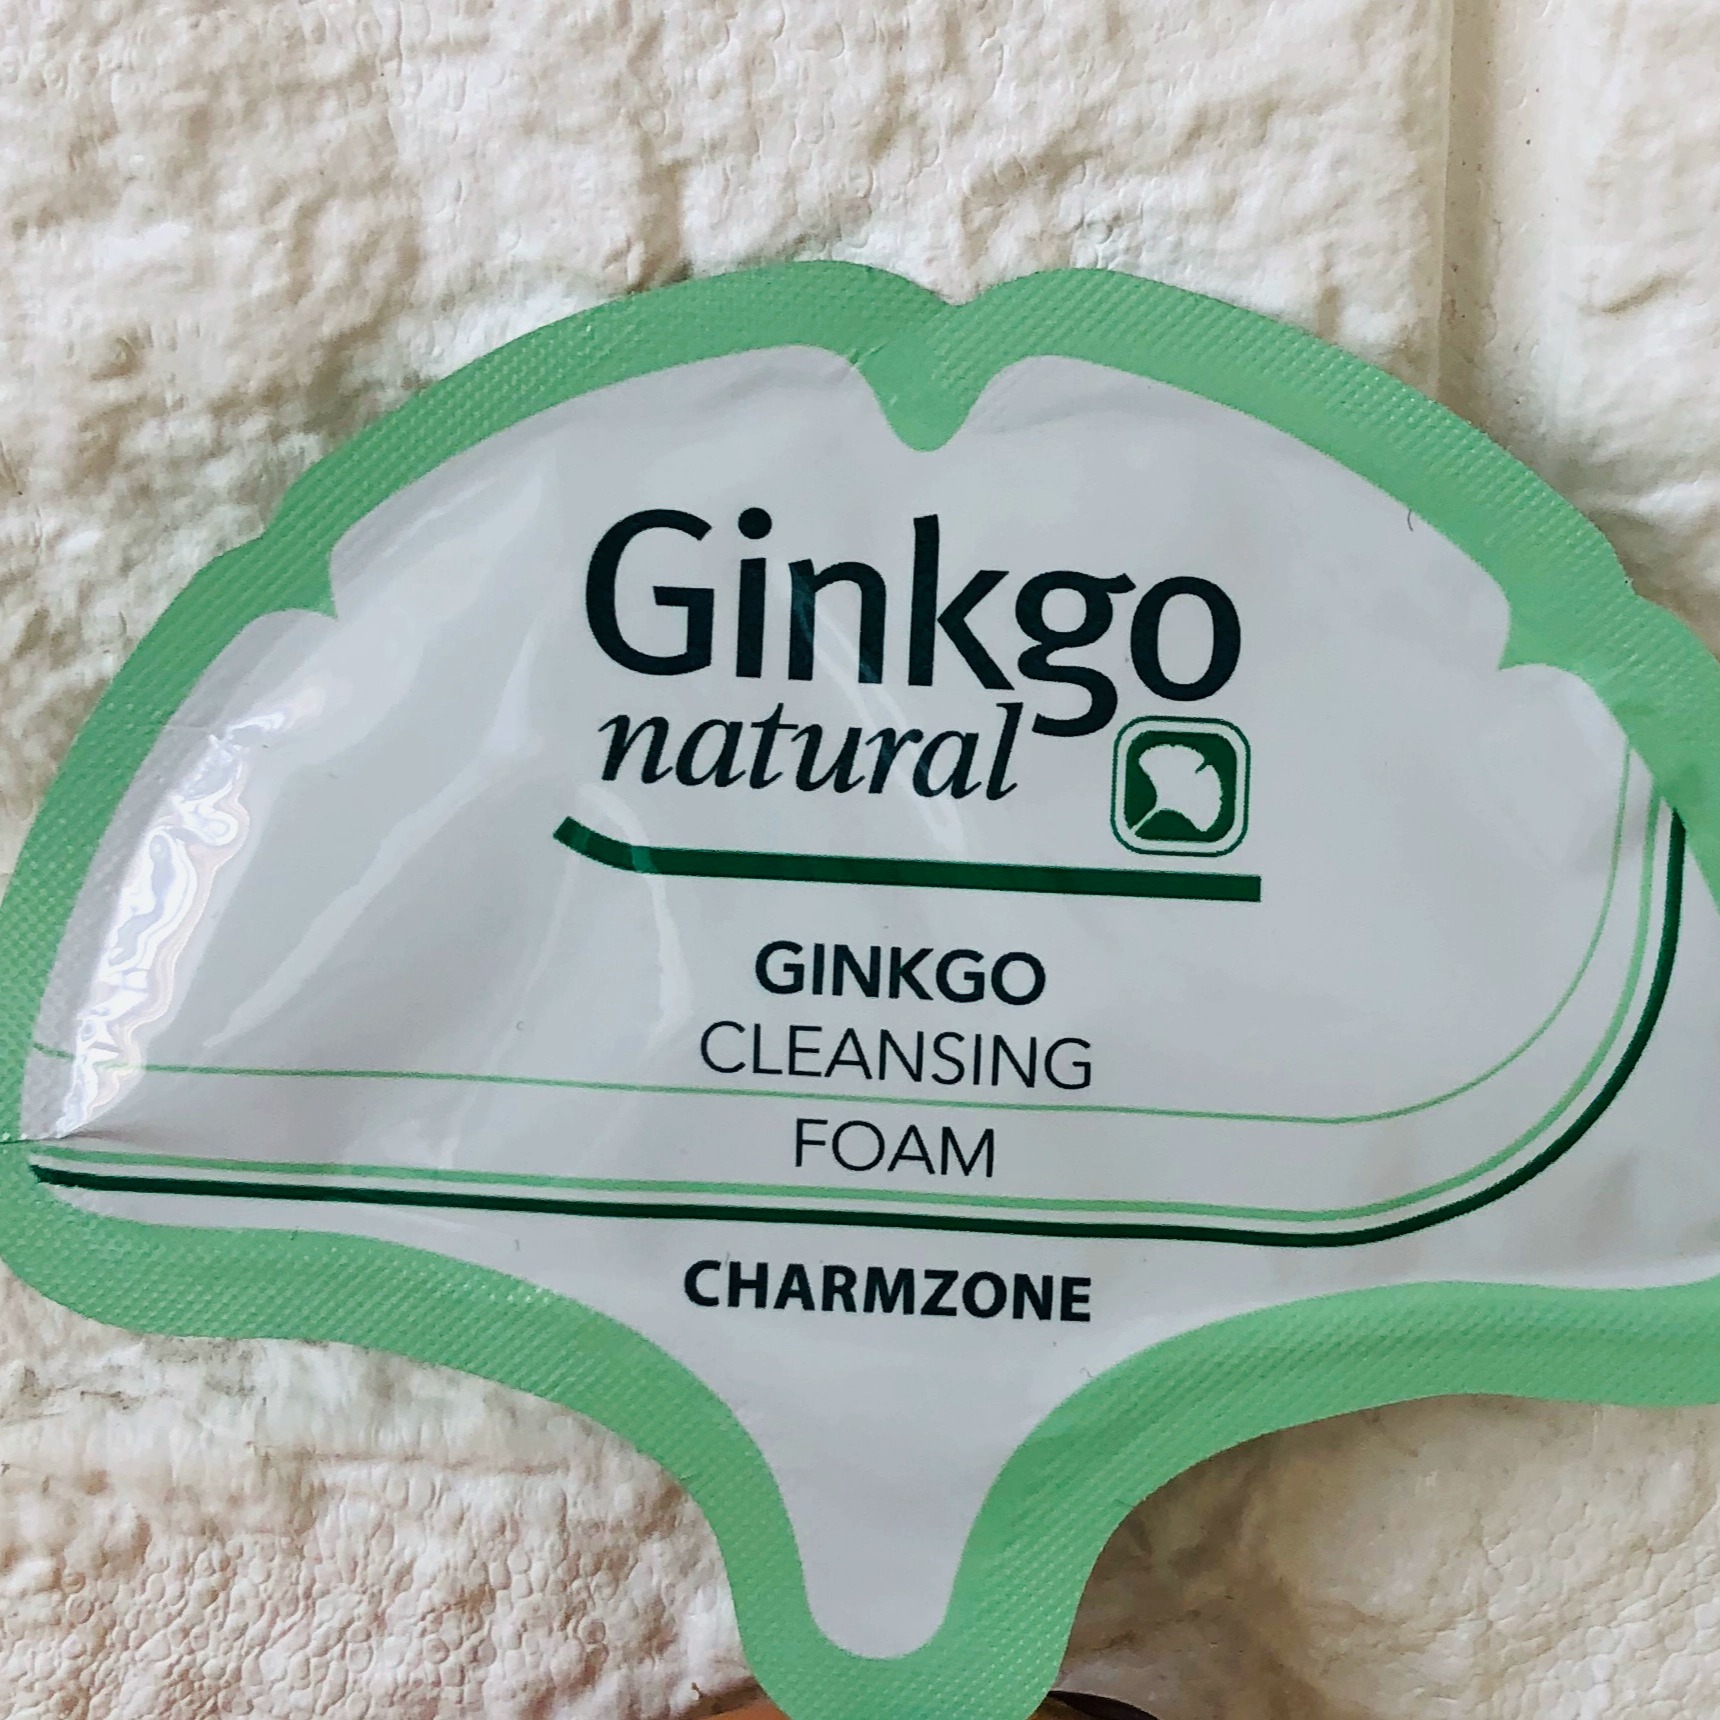 Ginkgo
natural
GINKGO
CLEANSING
FOAM
CHARMZONE